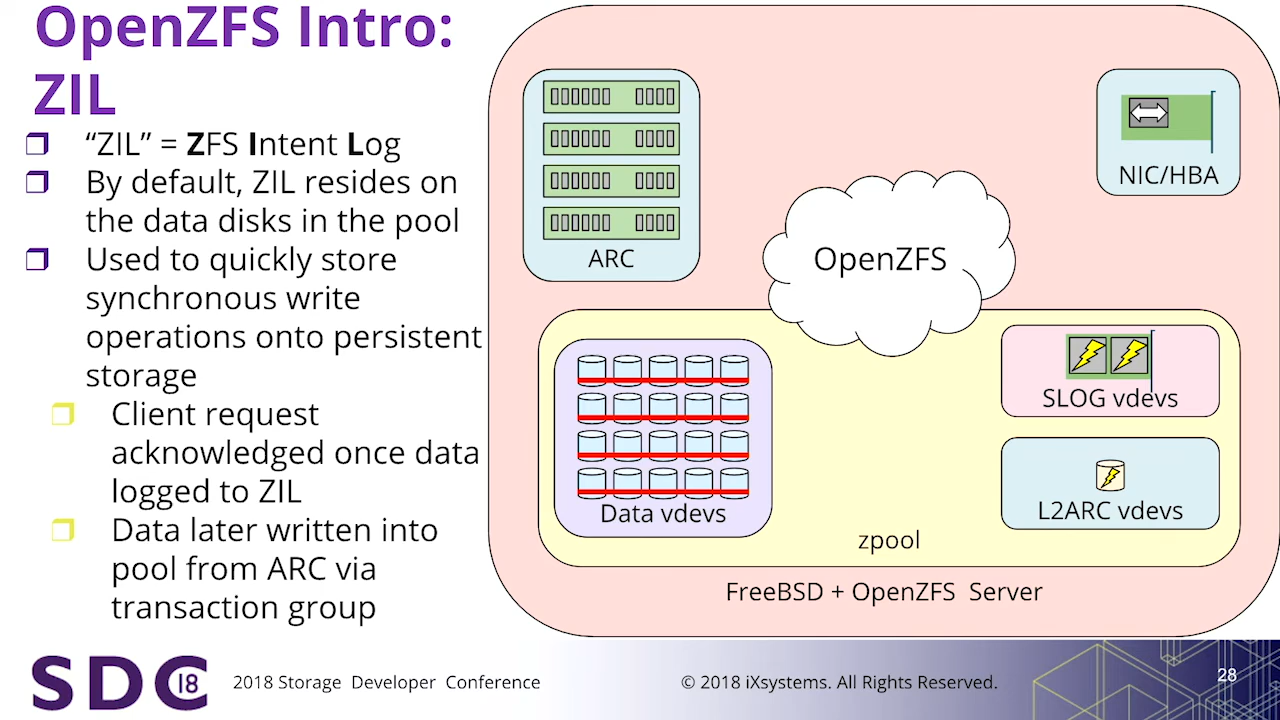 OpenZFS Intro:
ZIL
“ZIL” = ZFS Intent Log
By default, ZIL resides on
the data disks in the pool
Used to quickly store
synchronous write
operations onto persistent
storage
Client request
acknowledged once data
logged to ZIL
Data later written into
pool from ARC via
transaction group
ARC
NIC/HBA
OpenZFS
SLOG vdevs
Data vdevs
L2ARC vdevs
zpool
FreeBSD + OpenZFS Server
SDC 18
2018 Storage Developer Conference
© 2018 iXsystems. All Rights Reserved.
28